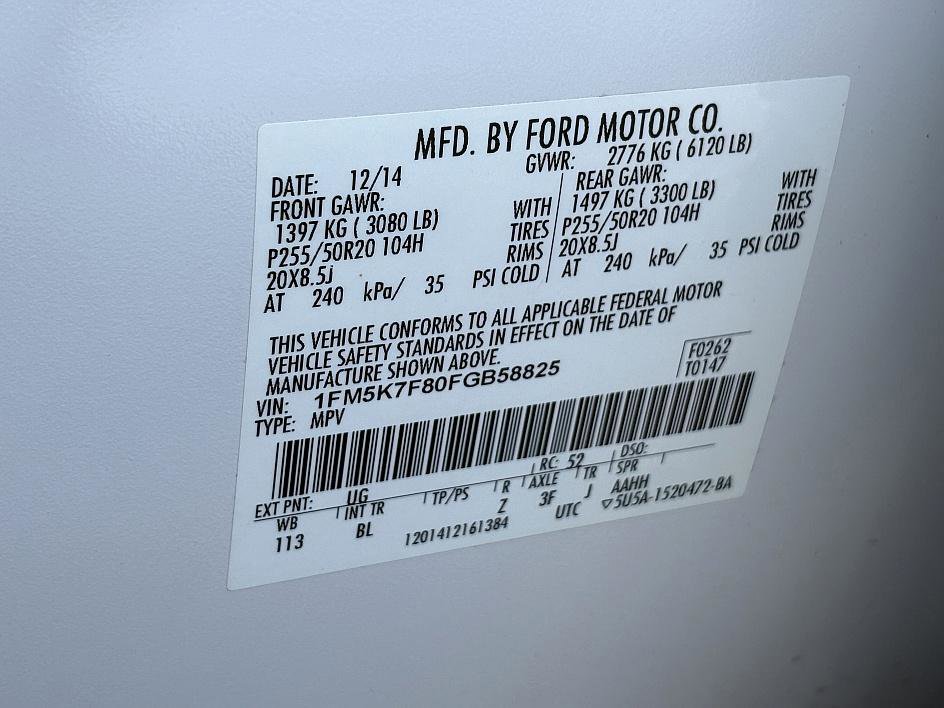 MFD. BY FORD MOTOR CO.
DATE: 12/14 GVWR: 2776 KG ( 6120 LB)
FRONT GAWR: REAR GAWR:
1397 KG ( 3080 LB) WITH 1497 KG ( 3300 LB) WITH
P255/50R20 104H TIRES P255/50R20 104H TIRES
20X8.5J RIMS 20X8.5J RIMS
AT 240 kPa/ 35 PSI COLD AT 240 kPa/ 35 PSI COLD
THIS VEHICLE CONFORMS TO ALL APPLICABLE FEDERAL MOTOR
VEHICLE SAFETY STANDARDS IN EFFECT ON THE DATE OF
MANUFACTURE SHOWN ABOVE.
VIN: 1FM5K7F80FGB58825 F0262
TYPE: MPV T0147
EXT PNT: UG RC: 52 DSO:
WB INT TR TP/PS R AXLE TR SPR
113 BL Z 3F J AAHH
1201412161384 UTC ▽5U5A-1520472-BA